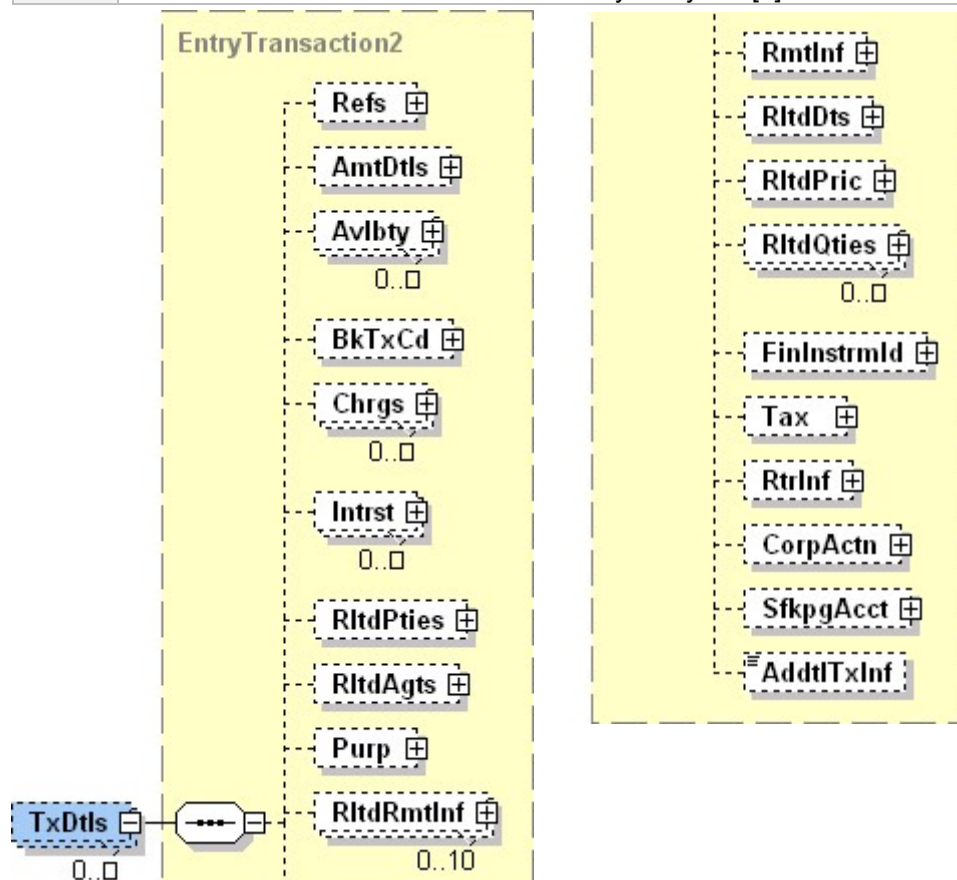 EntryTransaction2
Refs
AmtDtls
Avlbty
0..□
BkTxCd
Chrgs
0..□
Intrst
0..□
RltdPties
RltdAgts
Purp
RltdRmtInf
0..10
TxDtls
0..□
RmtInf
RltdDts
RltdPric
RltdQties
0..□
FinInstrmId
Tax
RtrInf
CorpActn
SfkpgAcct
AddtlTxInf